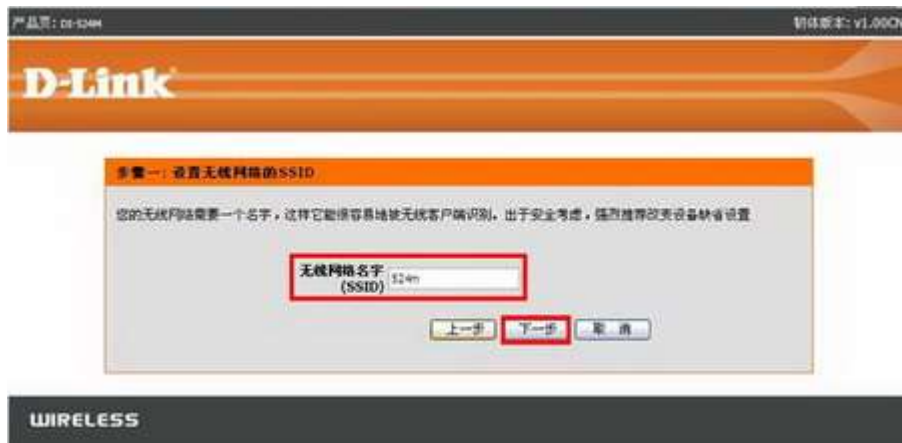 产品页: DI-524M
韧体版本: v1.00CN
D-Link
步骤一: 设置无线网络的SSID
您的无线网络需要一个名字，这样它能很容易地被无线客户端识别。出于安全考虑，强烈推荐改变设备缺省设置
无线网络名字
(SSID)
524m
上一步 下一步 取 消
WIRELESS